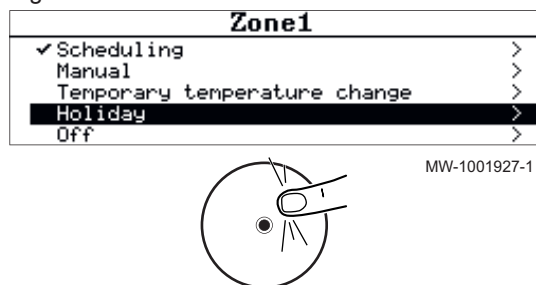 Zone1
✔ Scheduling >
Manual >
Temporary temperature change >
Holiday >
Off >
MW-1001927-1